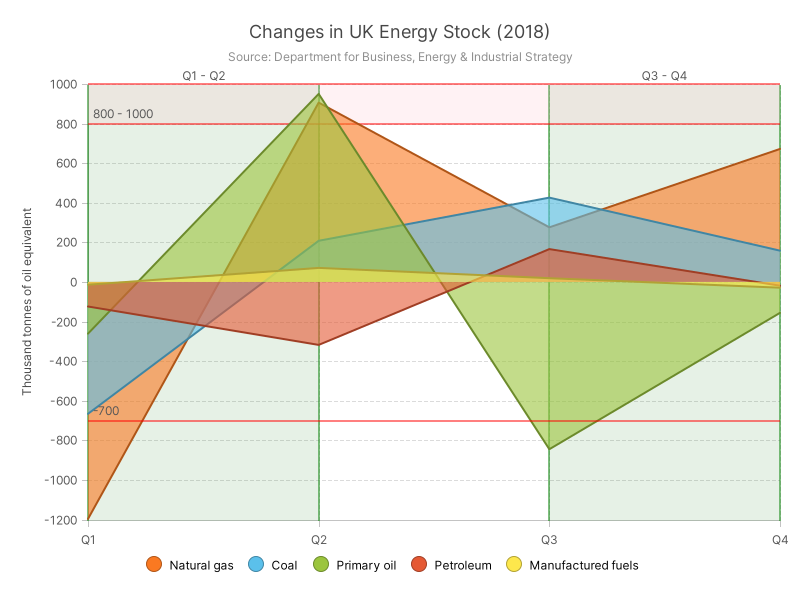 Changes in UK Energy Stock (2018)
Source: Department for Business, Energy & Industrial Strategy
Q1 - Q2
Q3 - Q4
Thousand tonnes of oil equivalent
1000
800 - 1000
800
600
400
200
0
-200
-400
-600
-700
-800
-1000
-1200
Q1
Q2
Q3
Q4
Natural gas
Coal
Primary oil
Petroleum
Manufactured fuels